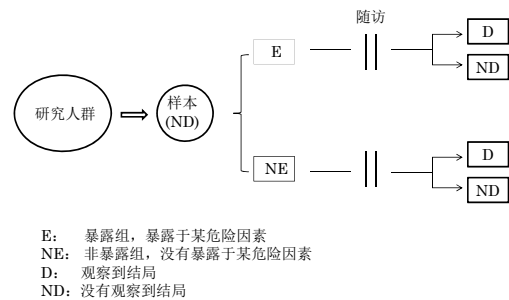 随访
D
E
ND
研究人群
样本
(ND)
D
NE
ND
E： 暴露组，暴露于某危险因素
NE： 非暴露组，没有暴露于某危险因素
D： 观察到结局
ND：没有观察到结局